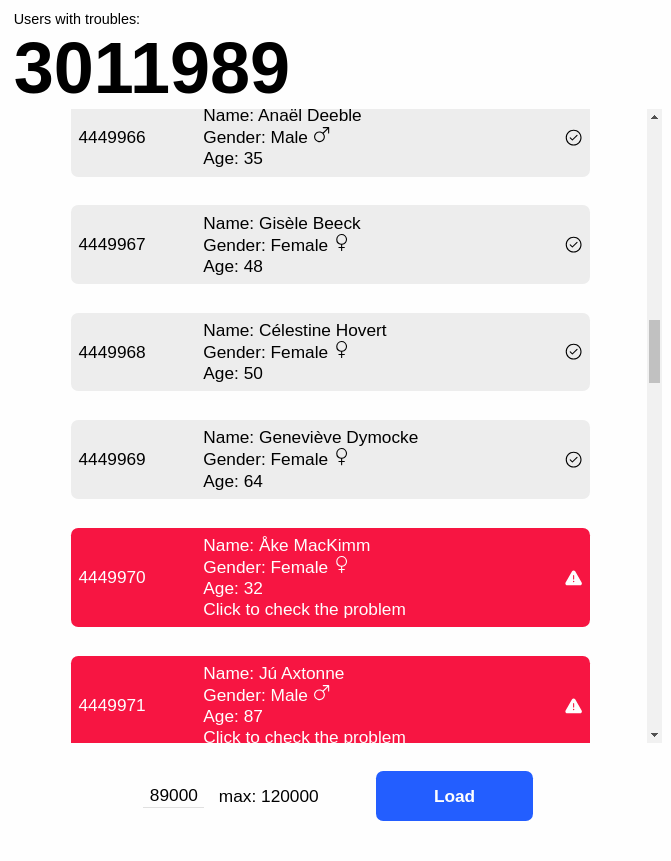 Users with troubles:
3011989
4449966
Name: Anaël Deeble
Gender: Male ♂
Age: 35
4449967
Name: Gisèle Beeck
Gender: Female ♀
Age: 48
4449968
Name: Célestine Hovert
Gender: Female ♀
Age: 50
4449969
Name: Geneviève Dymocke
Gender: Female ♀
Age: 64
4449970
Name: Åke MacKimm
Gender: Female ♀
Age: 32
Click to check the problem
4449971
Name: Jú Axtonne
Gender: Male ♂
Age: 87
Click to check the problem
89000 max: 120000 Load